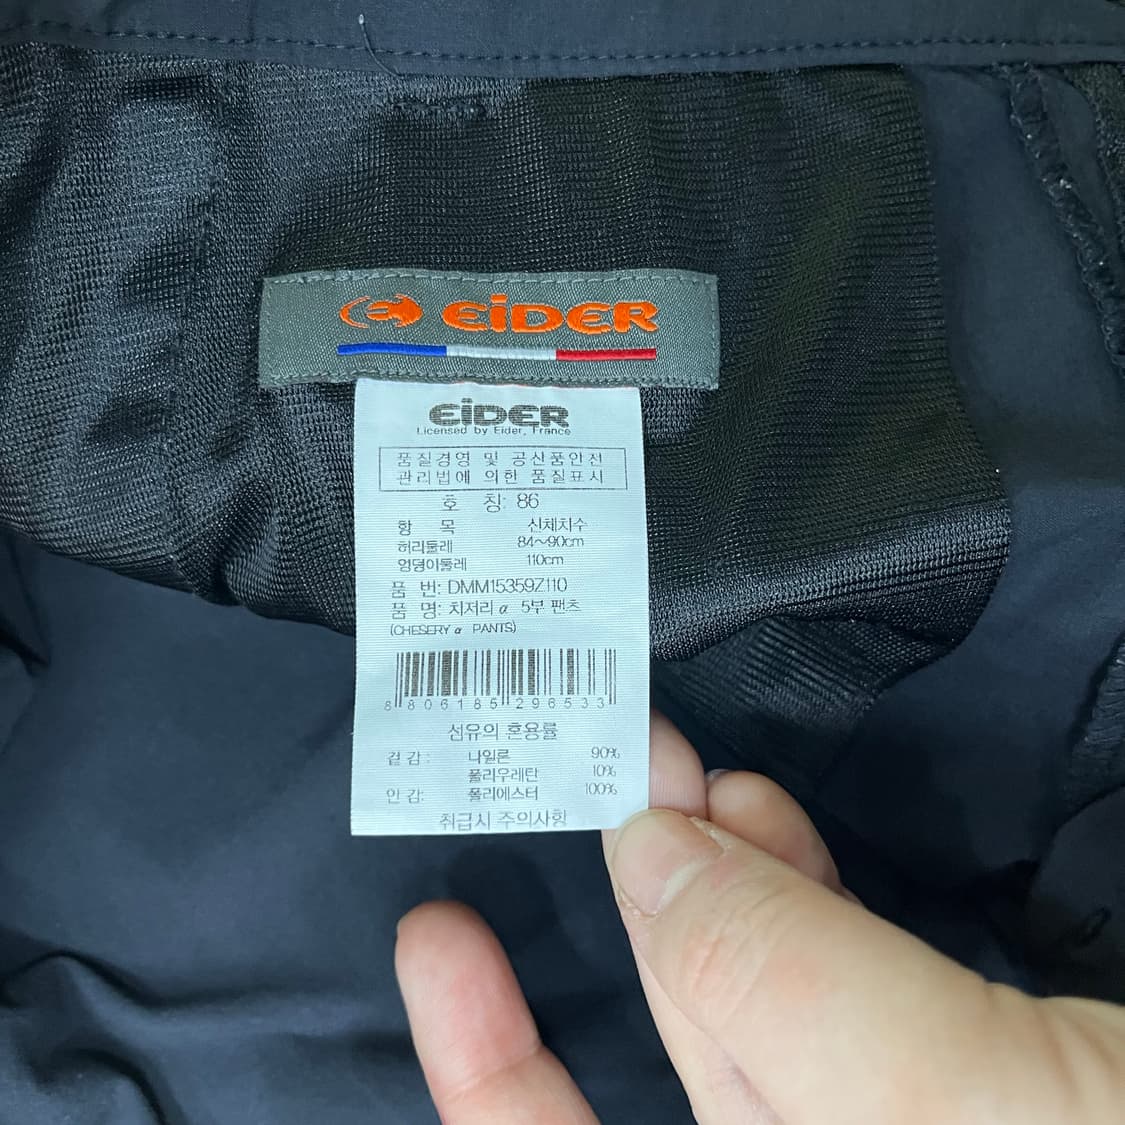 EiDER
EiDER
Licensed by Eider, France
품질경영 및 공산품안전
관리법에 의한 품질표시
호 칭: 86
항 목 신체치수
허리둘레 84~90cm
엉덩이둘레 110cm
품 번: DMM15359Z110
품 명: 치저리 α 5부 팬츠
(CHESERY α PANTS)
8 806185 296533
섬유의 혼용률
겉감: 나일론 90%
폴리우레탄 10%
안감: 폴리에스터 100%
취급시 주의사항